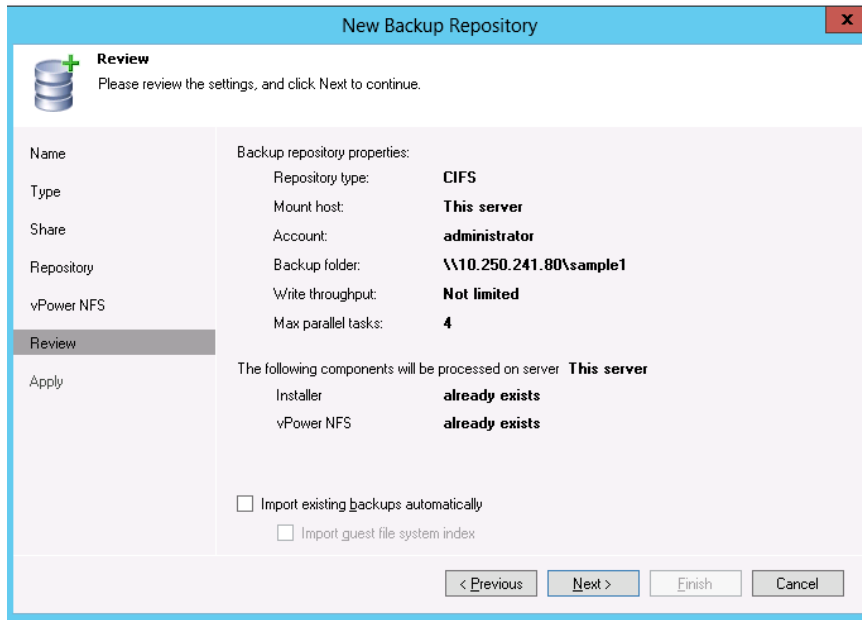 New Backup Repository
x
Review
Please review the settings, and click Next to continue.
Name
Type
Share
Repository
vPower NFS
Review
Apply
Backup repository properties:
Repository type: CIFS
Mount host: This server
Account: administrator
Backup folder: \\10.250.241.80\sample1
Write throughput: Not limited
Max parallel tasks: 4
The following components will be processed on server This server
Installer already exists
vPower NFS already exists
Import existing backups automatically
Import guest file system index
< Previous Next > Finish Cancel